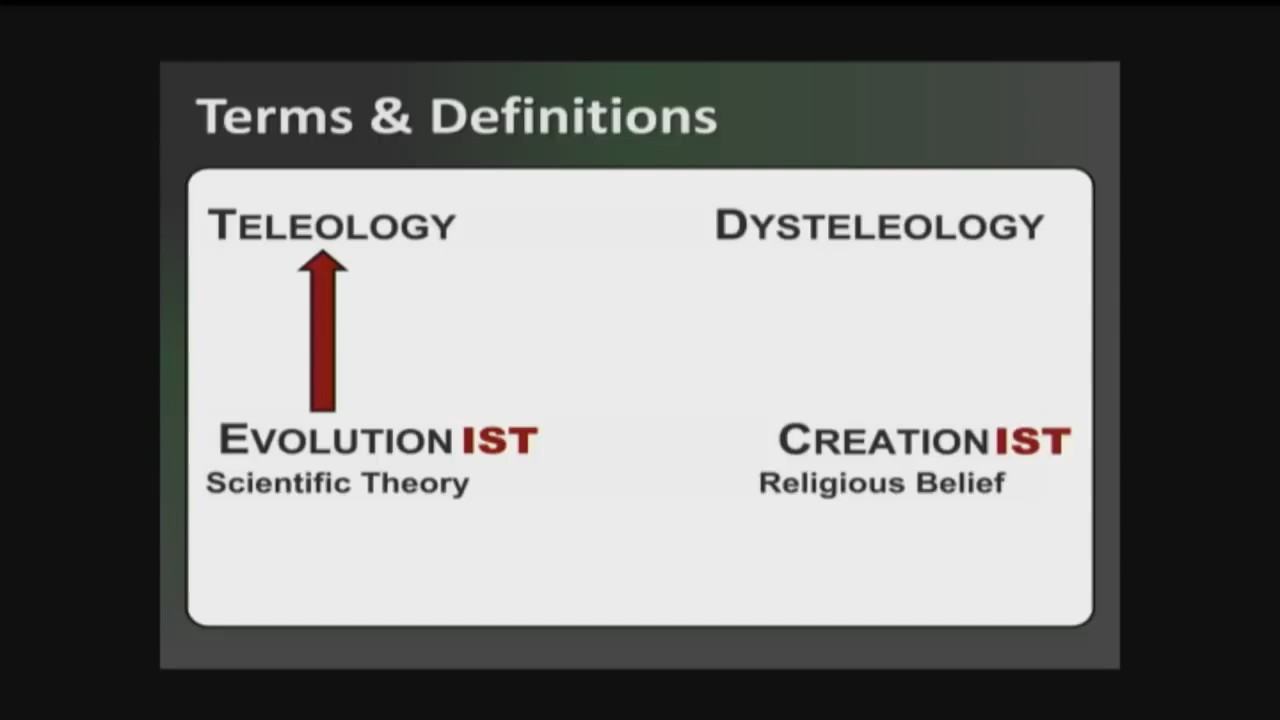 Terms & Definitions
TELEOLOGY DYSTELEOLOGY
EVOLUTIONIST CREATIONIST
Scientific Theory Religious Belief